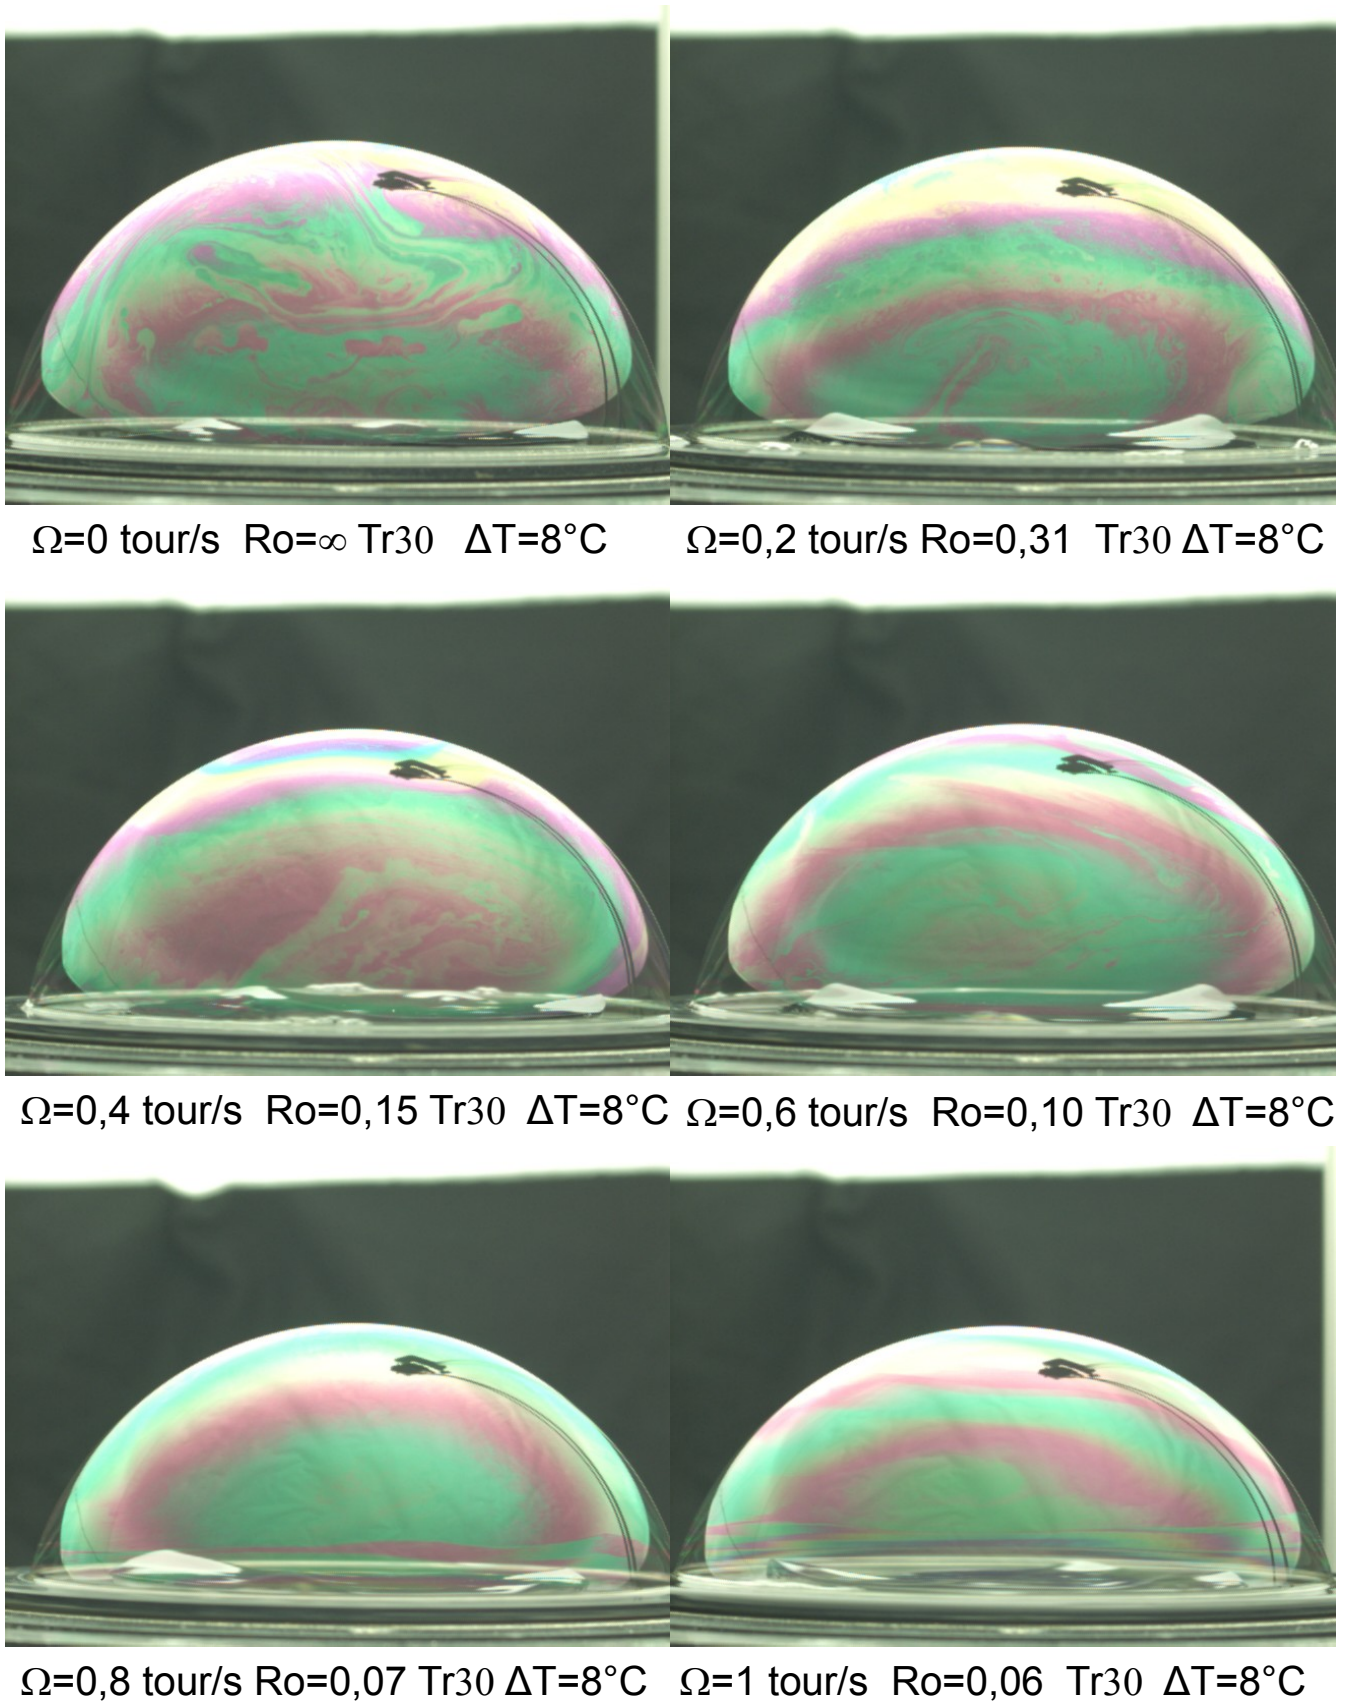 Ω=0 tour/s Ro=∞ Tr30 ΔT=8°C
Ω=0,2 tour/s Ro=0,31 Tr30 ΔT=8°C
Ω=0,4 tour/s Ro=0,15 Tr30 ΔT=8°C
Ω=0,6 tour/s Ro=0,10 Tr30 ΔT=8°C
Ω=0,8 tour/s Ro=0,07 Tr30 ΔT=8°C
Ω=1 tour/s Ro=0,06 Tr30 ΔT=8°C